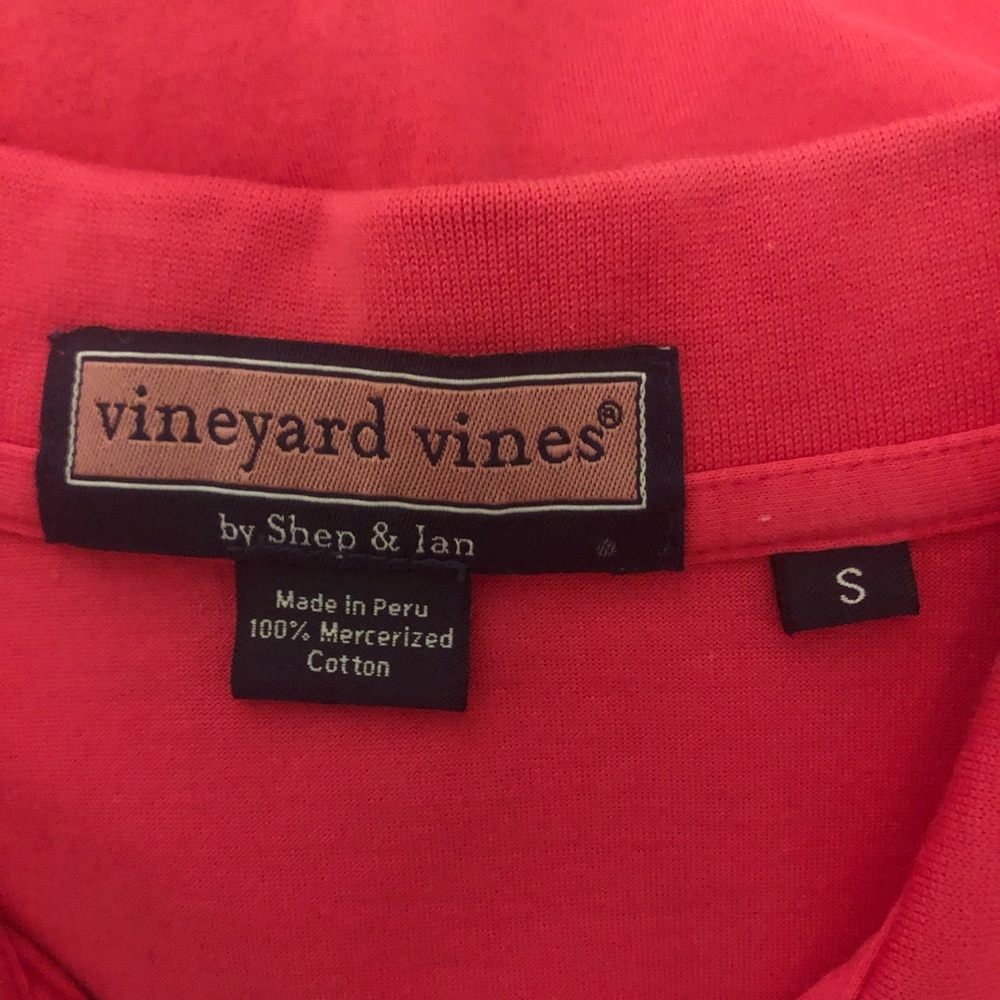 vineyard vines®
by Shep & Ian
Made in Peru
100% Mercerized
Cotton
S